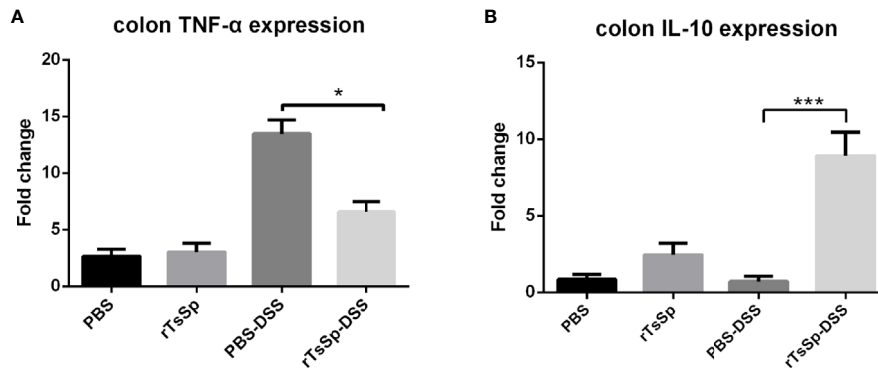 A
colon TNF-α expression
Fold change
20
15
10
5
0
*
PBS
rTsSp
PBS-DSS
rTsSp-DSS
B
colon IL-10 expression
Fold change
15
10
5
0
***
PBS
rTsSp
PBS-DSS
rTsSp-DSS